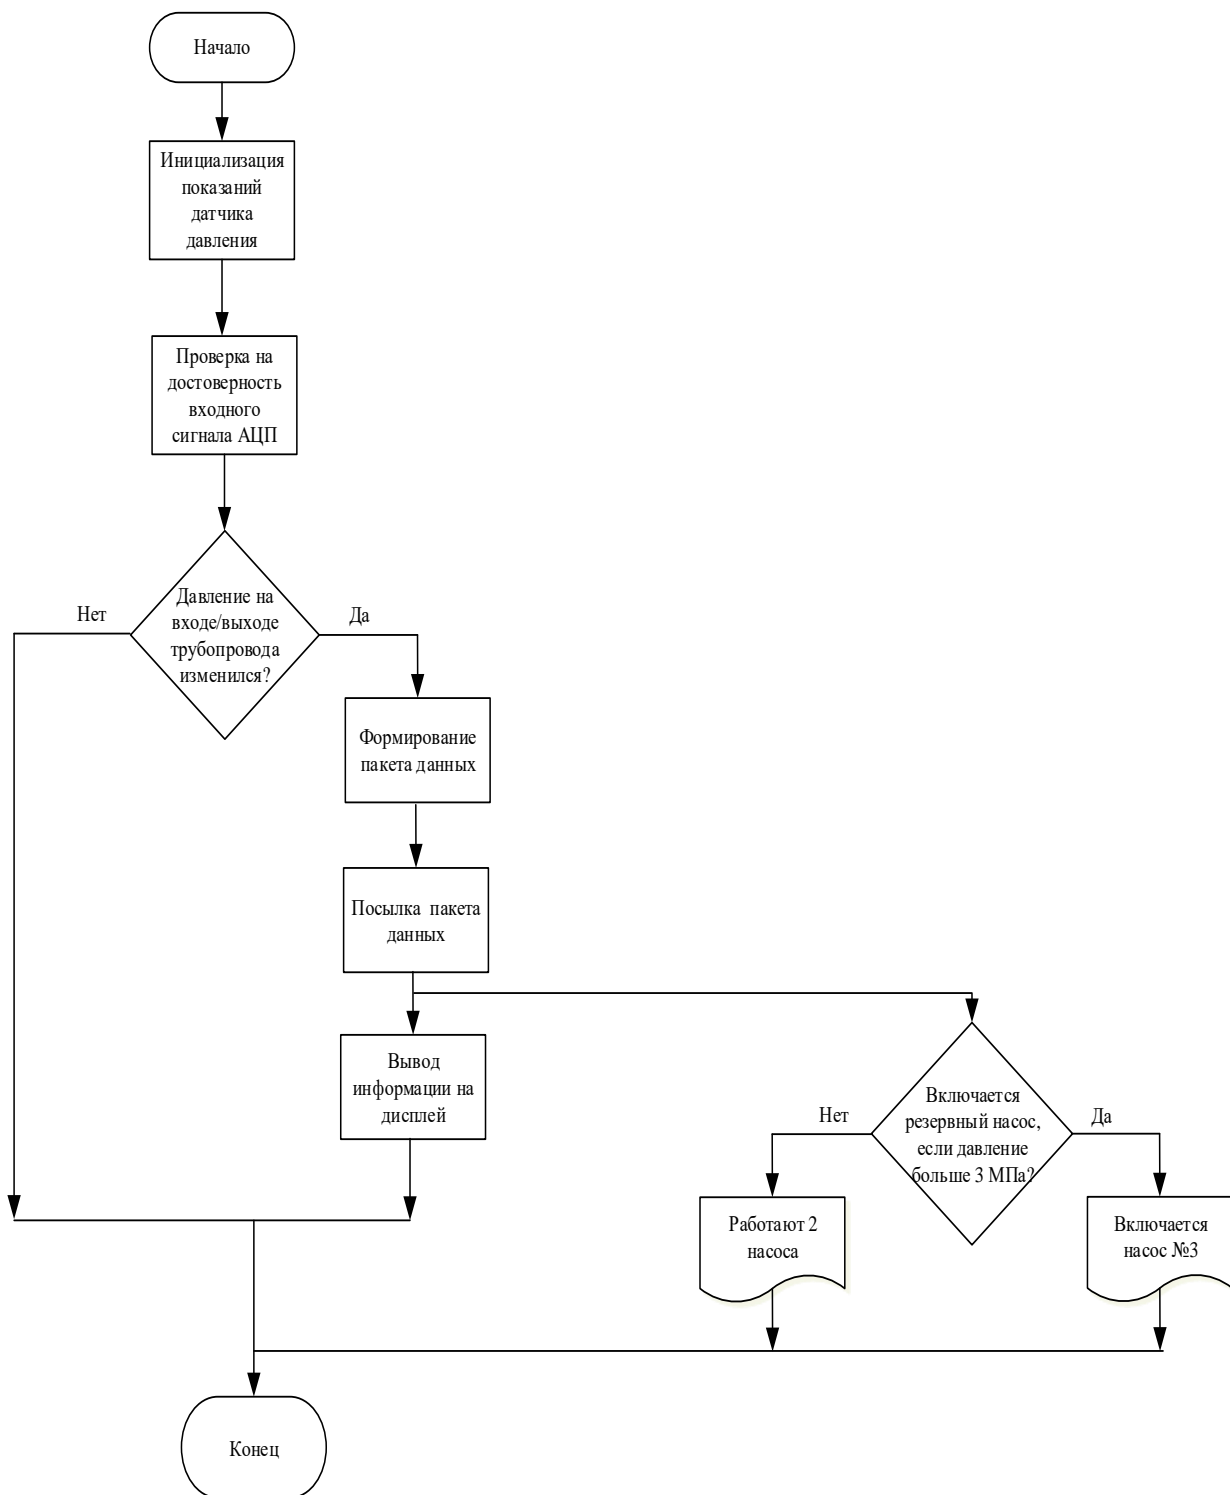 Начало
Инициализация
показаний
датчика
давления
Проверка на
достоверность
входного
сигнала АЦП
Давление на
входе/выходе
трубопровода
изменился?
Нет
Да
Формирование
пакета данных
Посылка пакета
данных
Вывод
информации на
дисплей
Включается
резервный насос,
если давление
больше 3 МПа?
Нет
Да
Работают 2
насоса
Включается
насос №3
Конец